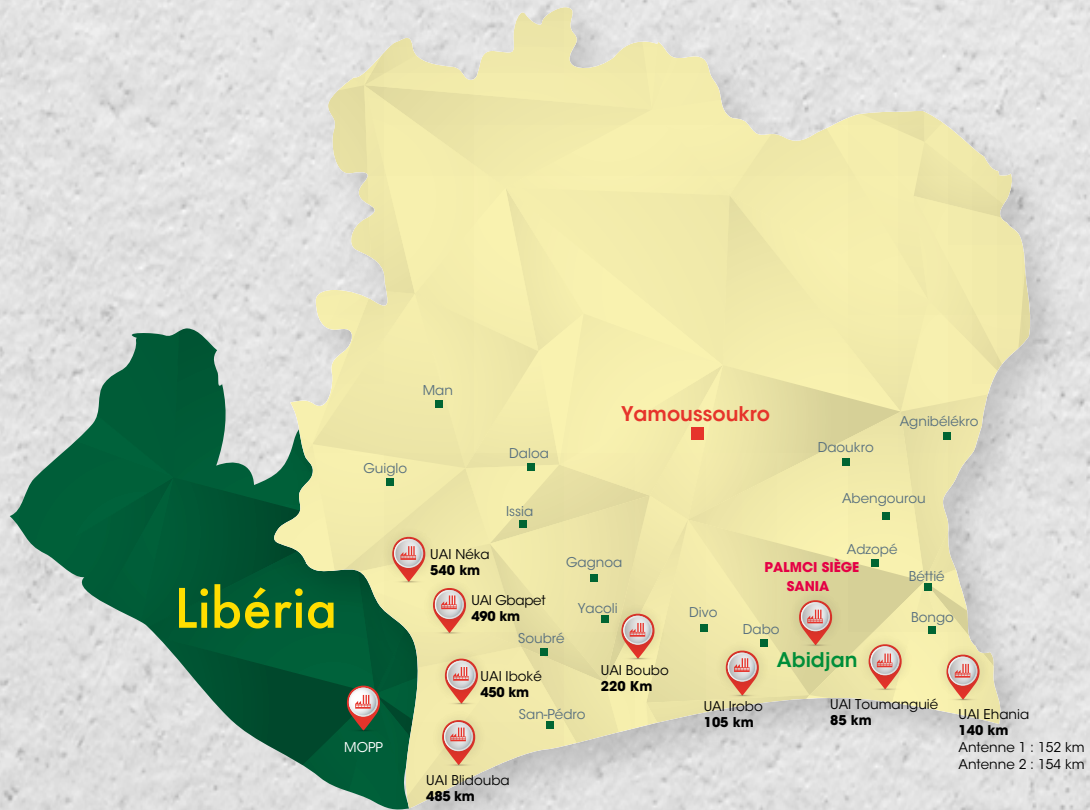 Man
Yamoussoukro
Agnibélékro
Guiglo
Daloa
Daoukro
Issia
Abengourou
UAI Néka
540 km
Gagnoa
Adzopé
PALMCI SIÈGE
SANIA
Béttié
Libéria
UAI Gbapet
490 km
Yacoli
Divo
Bongo
Soubré
Dabo
Abidjan
UAI Iboké
450 km
UAI Boubo
220 Km
San-Pédro
UAI Irobo
105 km
UAI Toumanguié
85 km
UAI Ehania
140 km
Antenne 1 : 152 km
Antenne 2 : 154 km
MOPP
UAI Blidouba
485 km